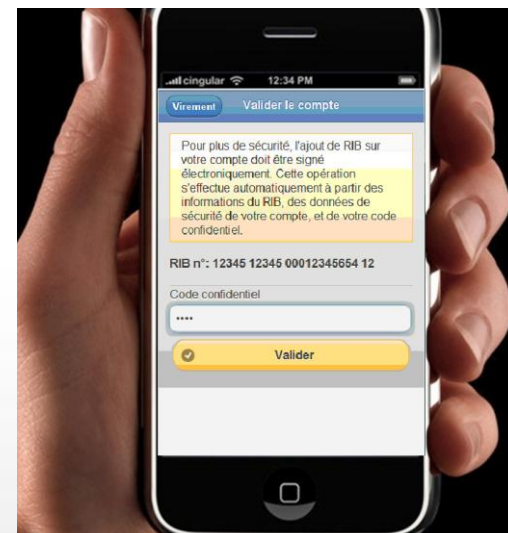 cingular 12:34 PM
Virement Valider le compte
Pour plus de sécurité, l'ajout de RIB sur
votre compte doit être signé
électroniquement. Cette opération
s'effectue automatiquement à partir des
informations du RIB, des données de
sécurité de votre compte, et de votre code
confidentiel.
RIB n°: 12345 12345 00012345654 12
Code confidentiel
••••
Valider